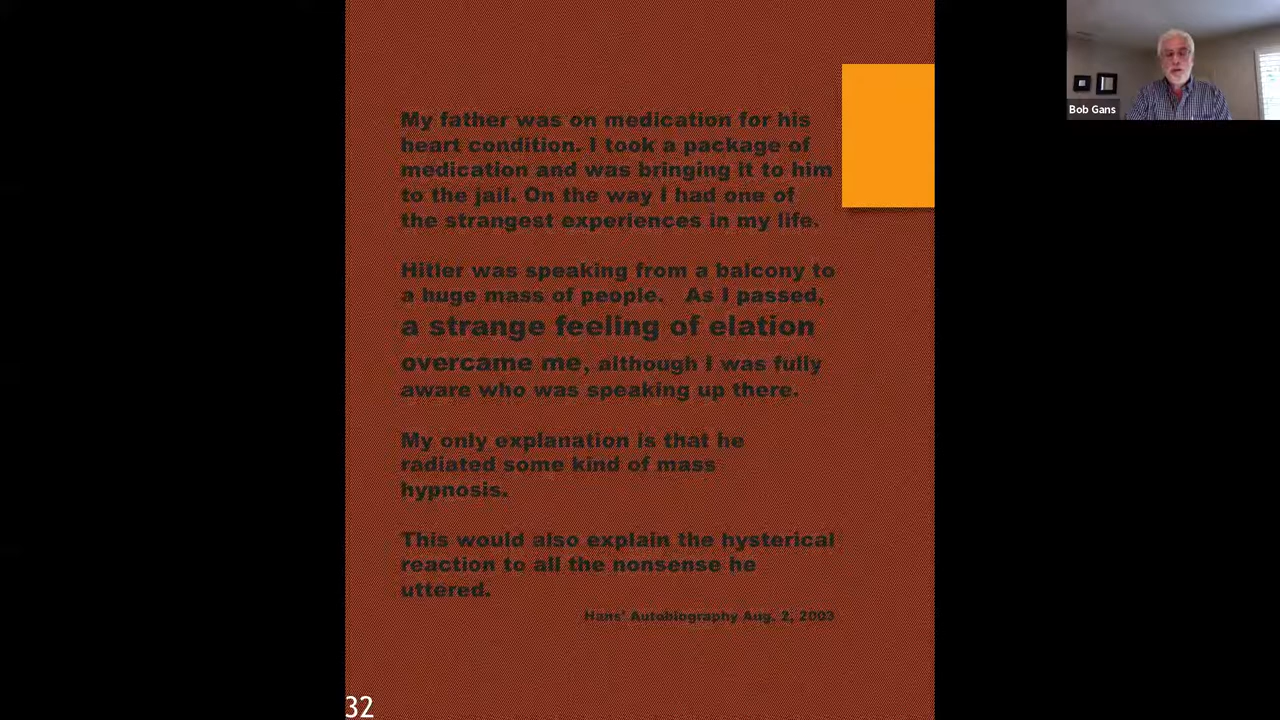 My father was on medication for his
heart condition. I took a package of
medication and was bringing it to him
to the jail. On the way I had one of
the strangest experiences in my life.
Hitler was speaking from a balcony to
a huge mass of people. As I passed,
a strange feeling of elation
overcame me, although I was fully
aware who was speaking up there.
My only explanation is that he
radiated some kind of mass
hypnosis.
This would also explain the hysterical
reaction to all the nonsense he
uttered.
Hans' Autobiography Aug. 2, 2003
32
Bob Gans